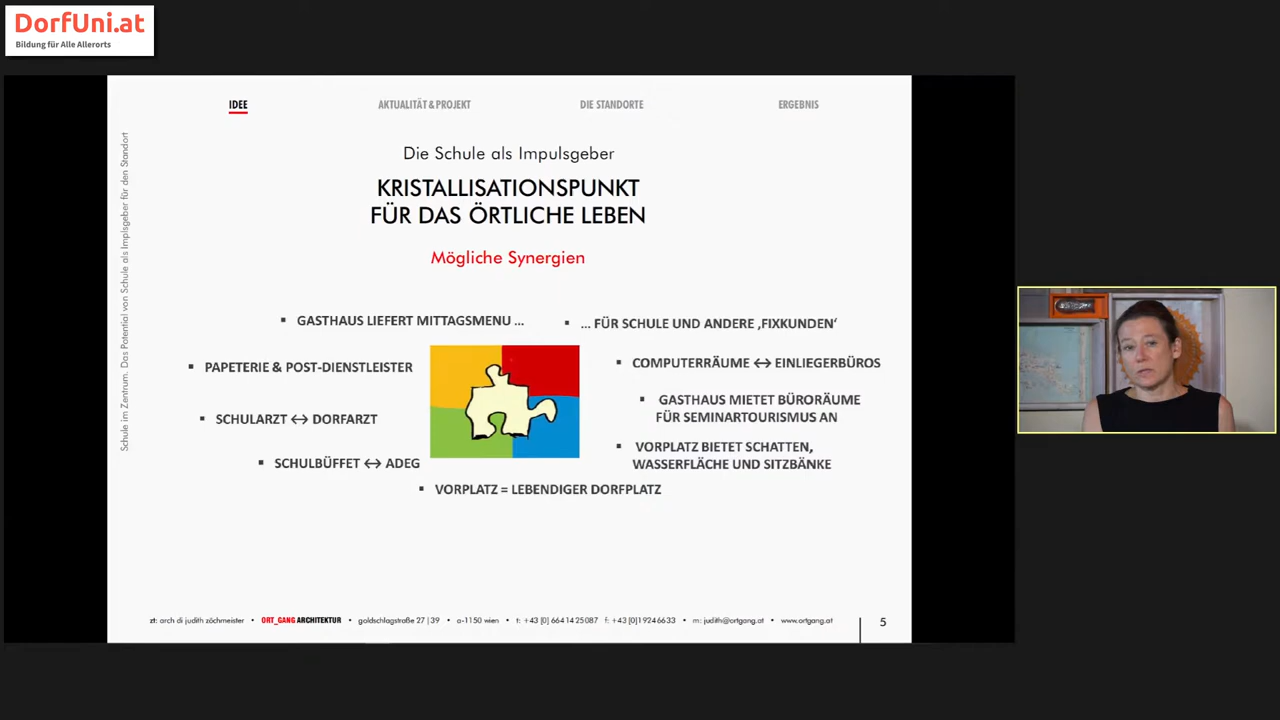 DorfUni.at
Bildung für Alle Allerorts
IDEE
AKTUALITÄT & PROJEKT
DIE STANDORTE
ERGEBNIS
Schule im Zentrum. Das Potential von Schule als Implsgeber für den Standort
Die Schule als Impulsgeber
KRISTALLISATIONSPUNKT
FÜR DAS ÖRTLICHE LEBEN
Mögliche Synergien
▪ GASTHAUS LIEFERT MITTAGSMENU ...
▪ ... FÜR SCHULE UND ANDERE ‚FIXKUNDEN‘
▪ PAPETERIE & POST-DIENSTLEISTER
▪ COMPUTERRÄUME ↔ EINLIEGERBÜROS
▪ GASTHAUS MIETET BÜRORÄUME
FÜR SEMINARTOURISMUS AN
▪ SCHULARZT ↔ DORFARZT
▪ VORPLATZ BIETET SCHATTEN,
WASSERFLÄCHE UND SITZBÄNKE
▪ SCHULBÜFFET ↔ ADEG
▪ VORPLATZ = LEBENDIGER DORFPLATZ
zt: arch di judith zöchmeister • ORT_GANG ARCHITEKTUR • goldschlagstraße 27 | 39 • a-1150 wien • t: +43 [0] 664 14 25 087 f: +43 [0]1 924 66 33 • m: judith@ortgang.at • www.ortgang.at
5